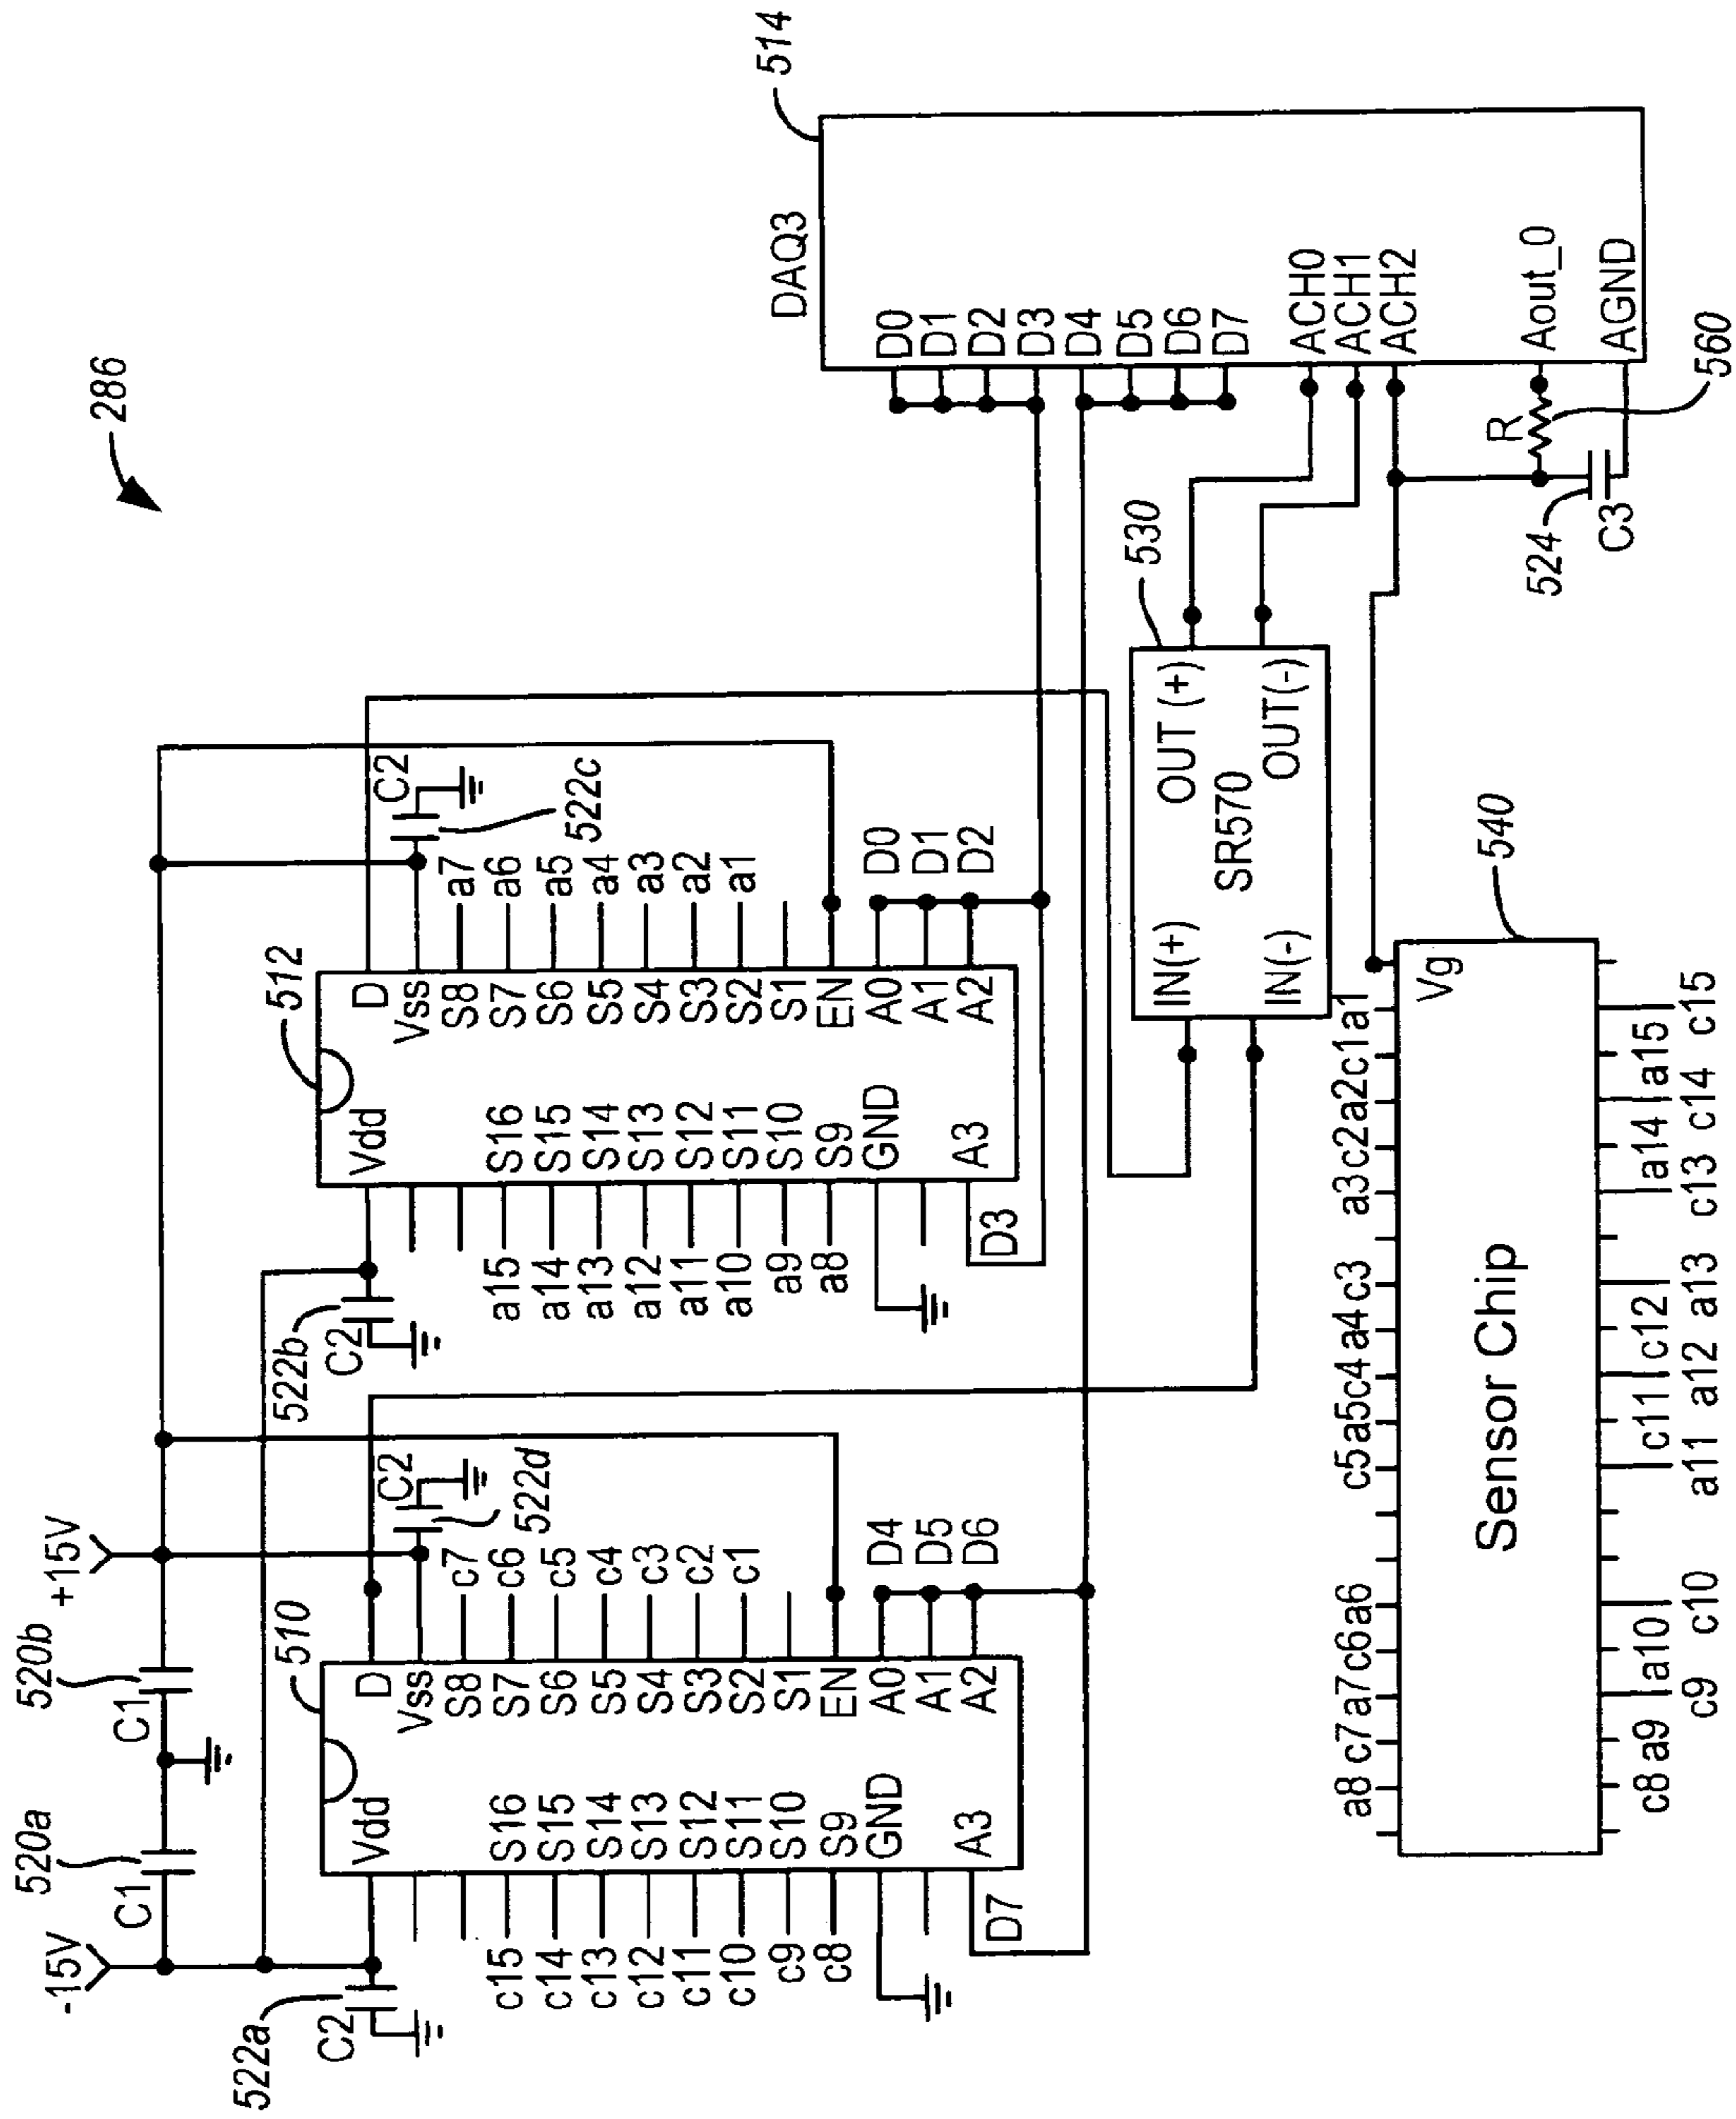 286
-15V
+15V
520a
520b
C1
C1
522a
C2
510
Vdd
D
Vss
S8
S7
S6
S5
S4
S3
S2
S1
EN
A0
A1
A2
S16
S15
S14
S13
S12
S11
S10
S9
GND
A3
c15
c14
c13
c12
c11
c10
c9
c8
D7
C2
522d
c7
c6
c5
c4
c3
c2
c1
D4
D5
D6
522b
C2
512
Vdd
D
Vss
S8
S7
S6
S5
S4
S3
S2
S1
EN
A0
A1
A2
S16
S15
S14
S13
S12
S11
S10
S9
GND
A3
a15
a14
a13
a12
a11
a10
a9
a8
D3
C2
522c
a7
a6
a5
a4
a3
a2
a1
D0
D1
D2
514
DAQ3
D0
D1
D2
D3
D4
D5
D6
D7
ACH0
ACH1
ACH2
Aout_0
AGND
R
560
524
C3
530
IN(+)
OUT (+)
SR570
IN(-)
OUT(-)
540
a8 c7 a7 c6 a6 c5 a5 c4 a4 c3 a3 c2 a2 c1 a1
Vg
Sensor Chip
c8 a9 a10 c11 c12 a14 a15
c9 c10 a11 a12 a13 c13 c14 c15